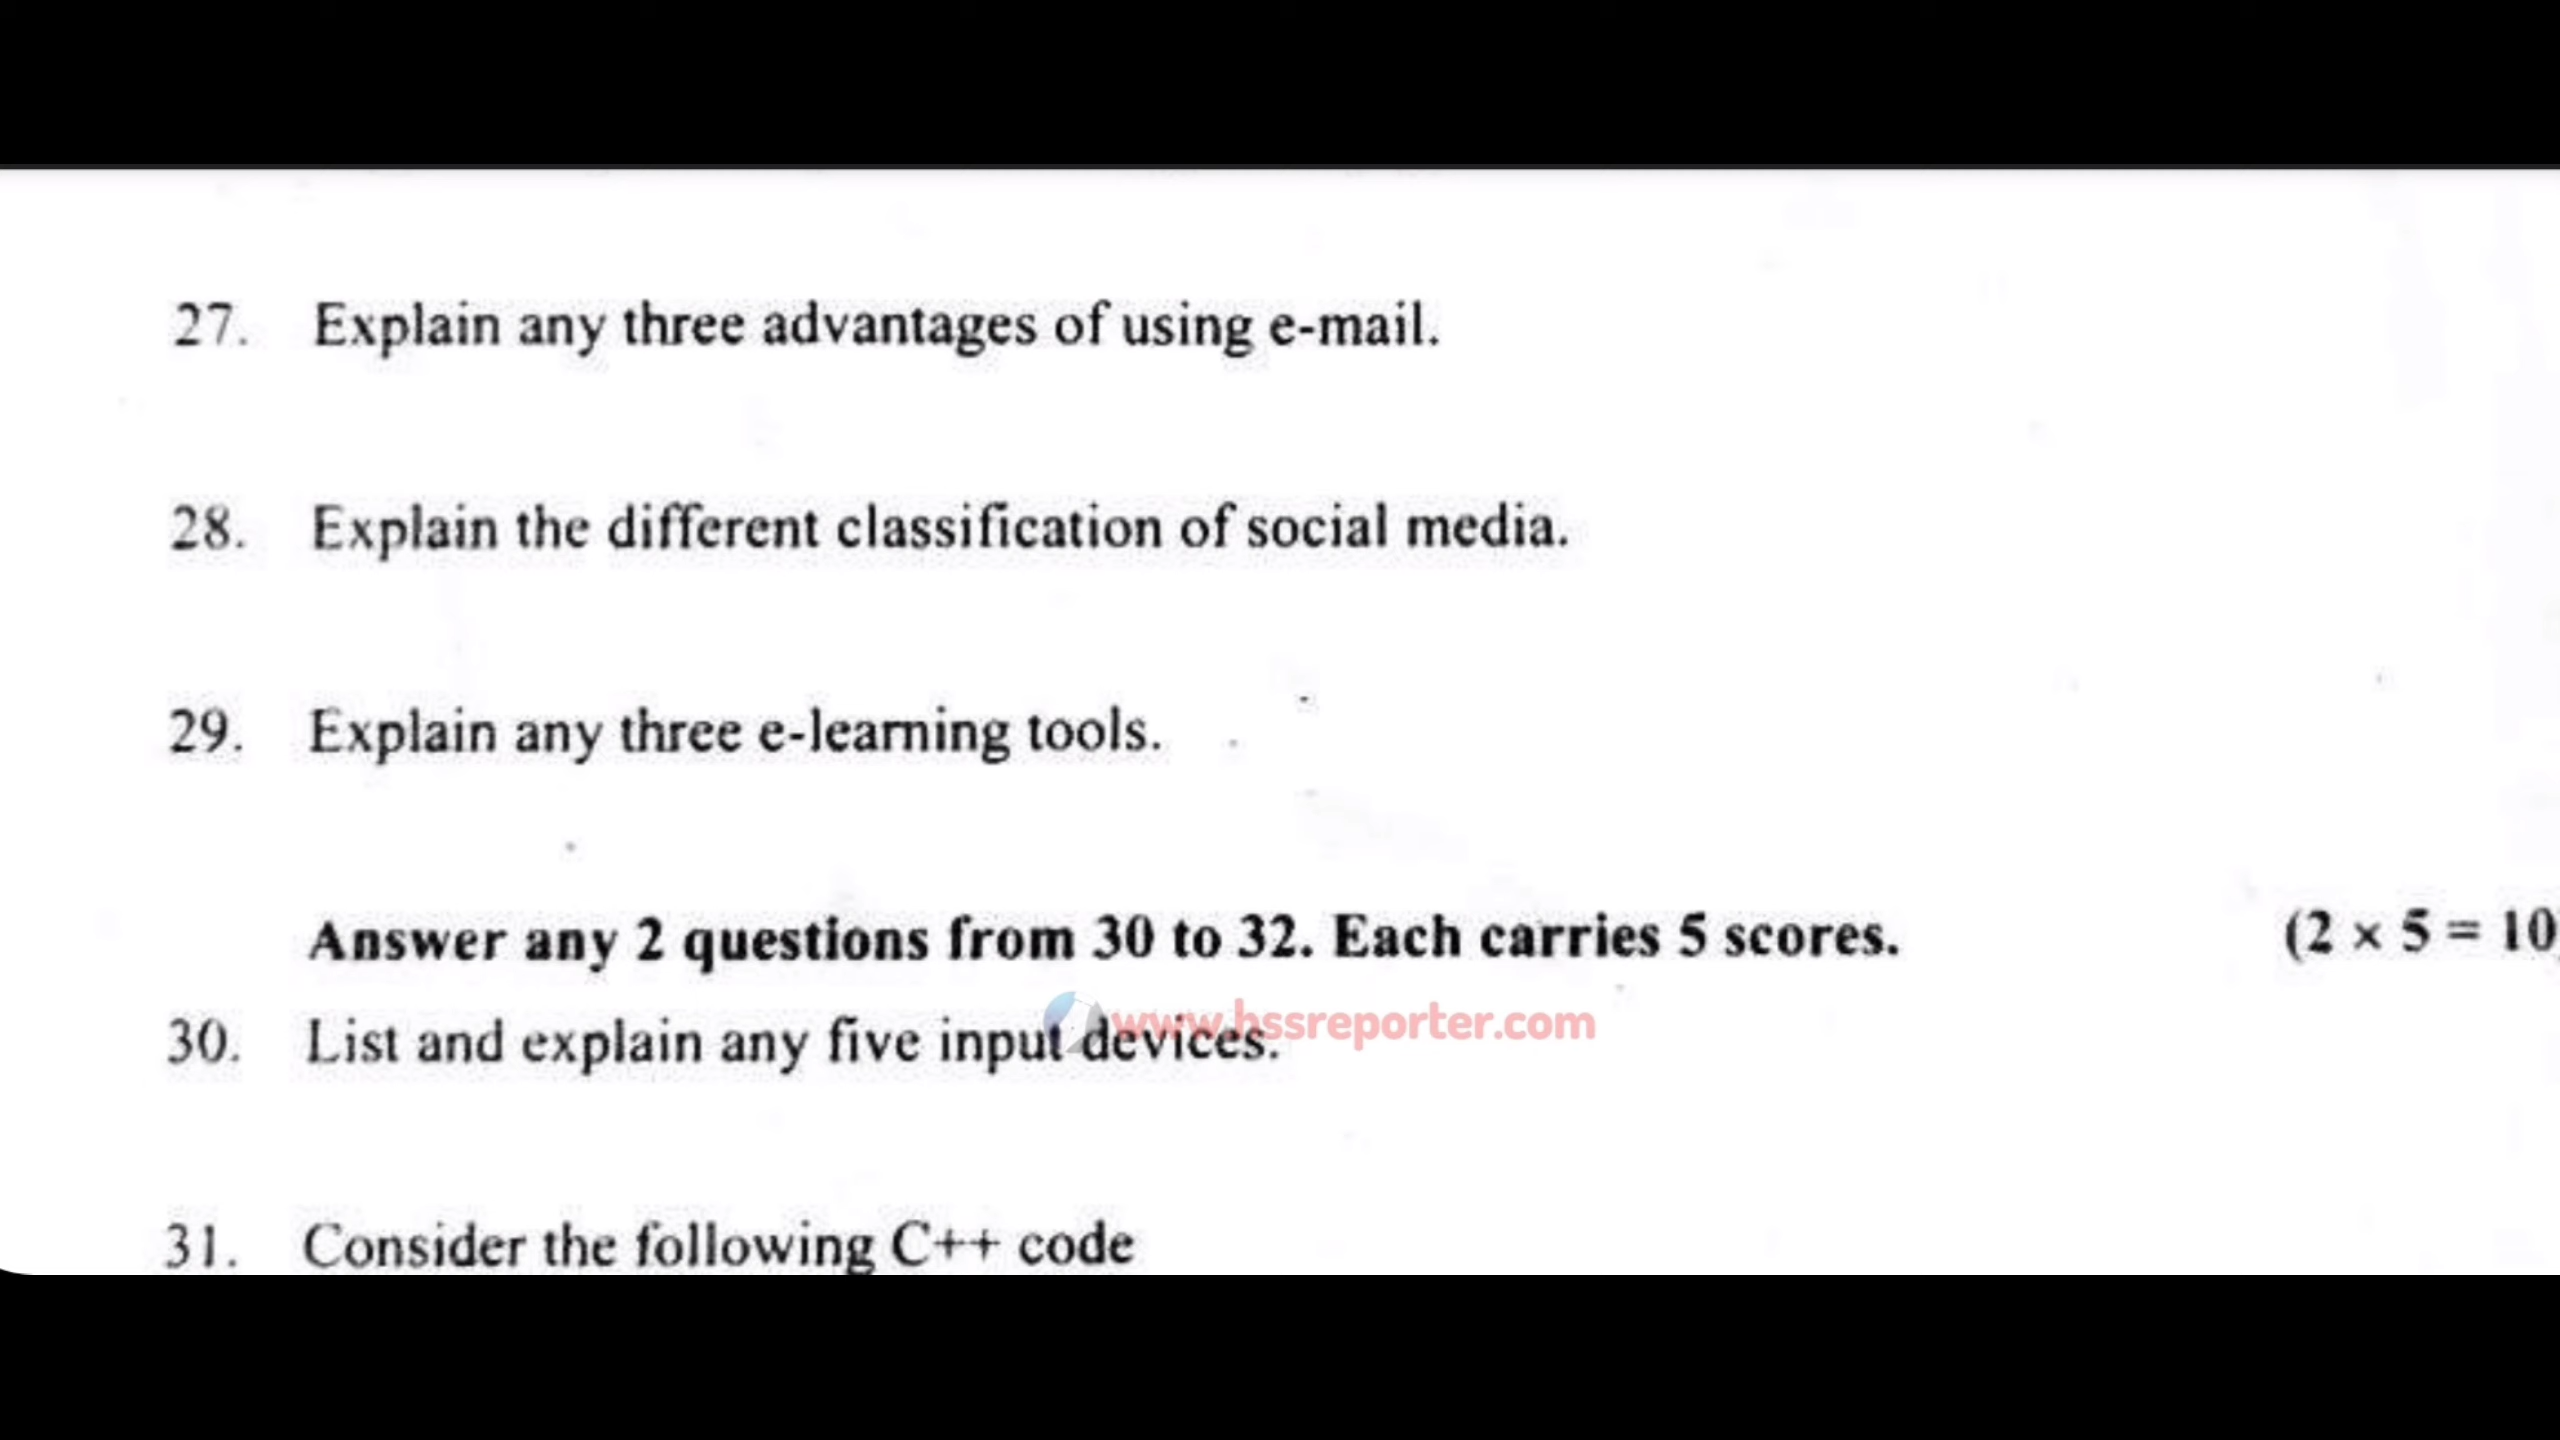 27. Explain any three advantages of using e-mail.
28. Explain the different classification of social media.
29. Explain any three e-learning tools.
Answer any 2 questions from 30 to 32. Each carries 5 scores. (2 × 5 = 10)
www.hssreporter.com
30. List and explain any five input devices.
31. Consider the following C++ code